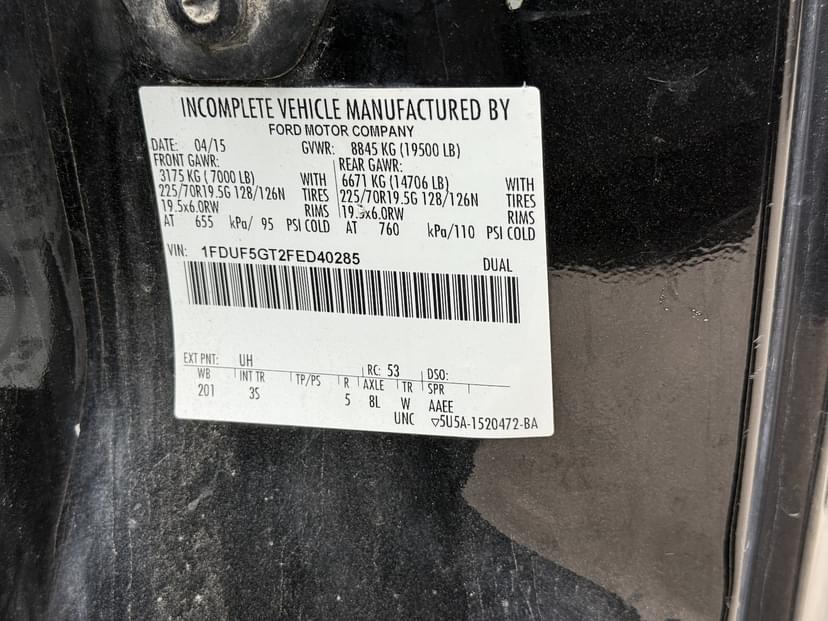 INCOMPLETE VEHICLE MANUFACTURED BY
FORD MOTOR COMPANY
DATE: 04/15 GVWR: 8845 KG (19500 LB)
FRONT GAWR: REAR GAWR:
3175 KG ( 7000 LB) WITH 6671 KG (14706 LB) WITH
225/70R19.5G 128/126N TIRES 225/70R19.5G 128/126N TIRES
19.5x6.0RW RIMS 19.5x6.0RW RIMS
AT 655 kPa/ 95 PSI COLD AT 760 kPa/110 PSI COLD
VIN: 1FDUF5GT2FED40285 DUAL
EXT PNT: UH RC: 53 DSO:
WB INT TR TP/PS R AXLE TR SPR
201 3S 5 8L W AAEE
UNC ▽5U5A-1520472-BA